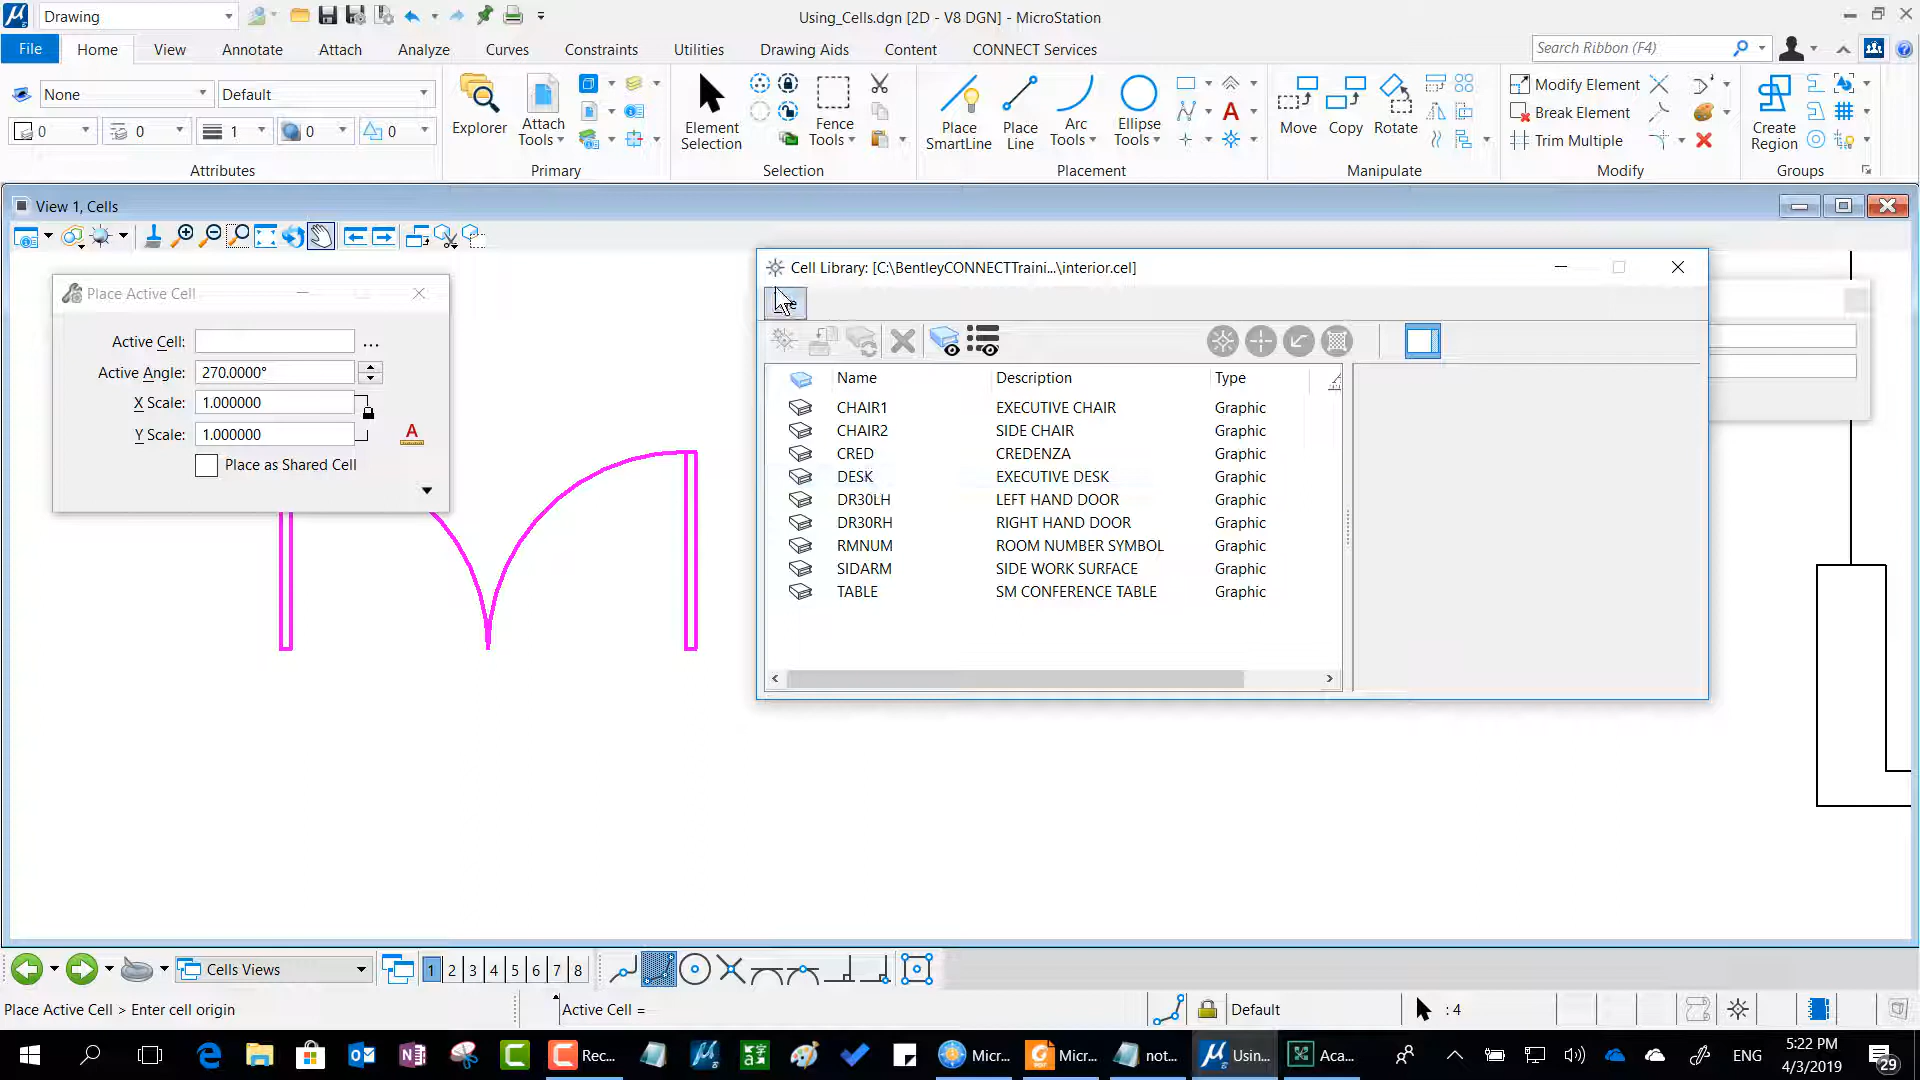 Drawing
Using_Cells.dgn [2D - V8 DGN] - MicroStation
File
Home
View
Annotate
Attach
Analyze
Curves
Constraints
Utilities
Drawing Aids
Content
CONNECT Services
Search Ribbon (F4)
None
Default
0
0
1
0
0
Attributes
Explorer
Attach Tools
Primary
Element Selection
Fence Tools
Selection
Place SmartLine
Place Line
Arc Tools
Ellipse Tools
Placement
Move
Copy
Rotate
Manipulate
Modify Element
Break Element
Trim Multiple
Modify
Create Region
Groups
View 1, Cells
Place Active Cell
Active Cell:
...
Active Angle: 270.0000°
X Scale: 1.000000
Y Scale: 1.000000
Place as Shared Cell
Cell Library: [C:\BentleyCONNECTTraini...\interior.cel]
Name Description Type
CHAIR1 EXECUTIVE CHAIR Graphic
CHAIR2 SIDE CHAIR Graphic
CRED CREDENZA Graphic
DESK EXECUTIVE DESK Graphic
DR30LH LEFT HAND DOOR Graphic
DR30RH RIGHT HAND DOOR Graphic
RMNUM ROOM NUMBER SYMBOL Graphic
SIDARM SIDE WORK SURFACE Graphic
TABLE SM CONFERENCE TABLE Graphic
Cells Views
1 2 3 4 5 6 7 8
Place Active Cell > Enter cell origin
Active Cell =
Default
: 4
Rec...
Micr...
Micr...
not...
Usin...
Aca...
ENG
5:22 PM
4/3/2019
29